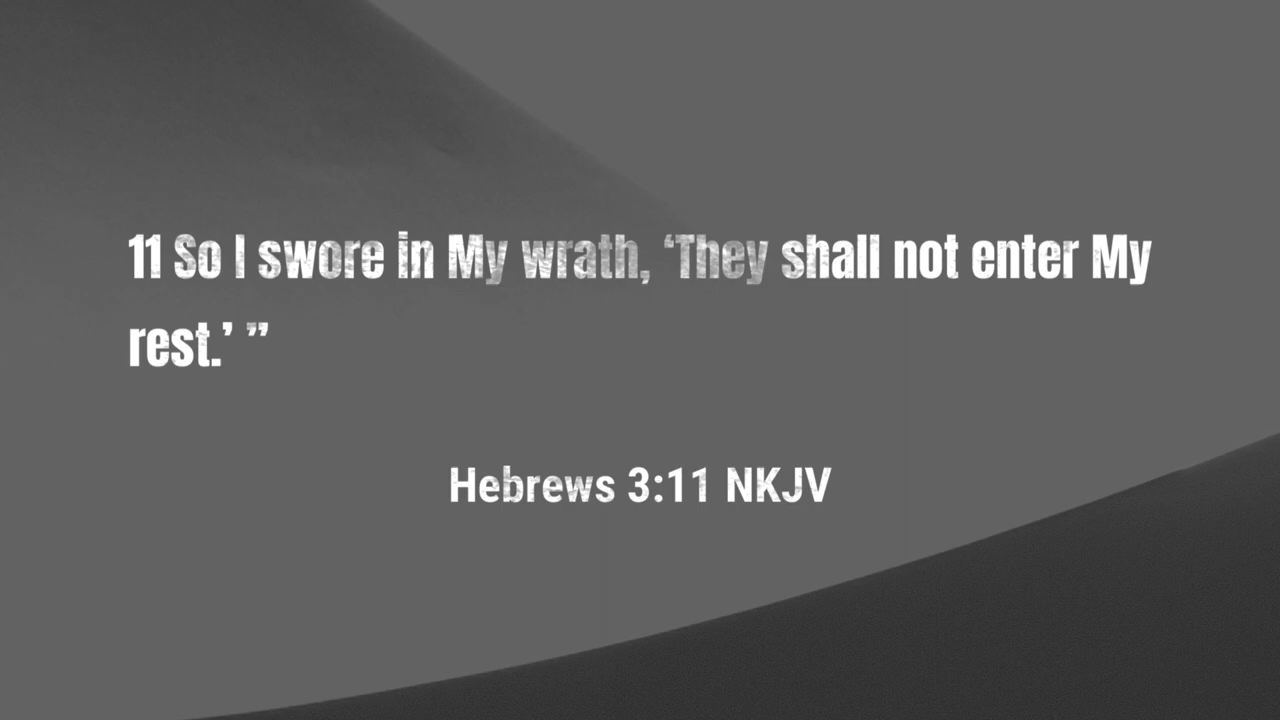 11 So I swore in My wrath, ‘They shall not enter My
rest.’ ”
Hebrews 3:11 NKJV